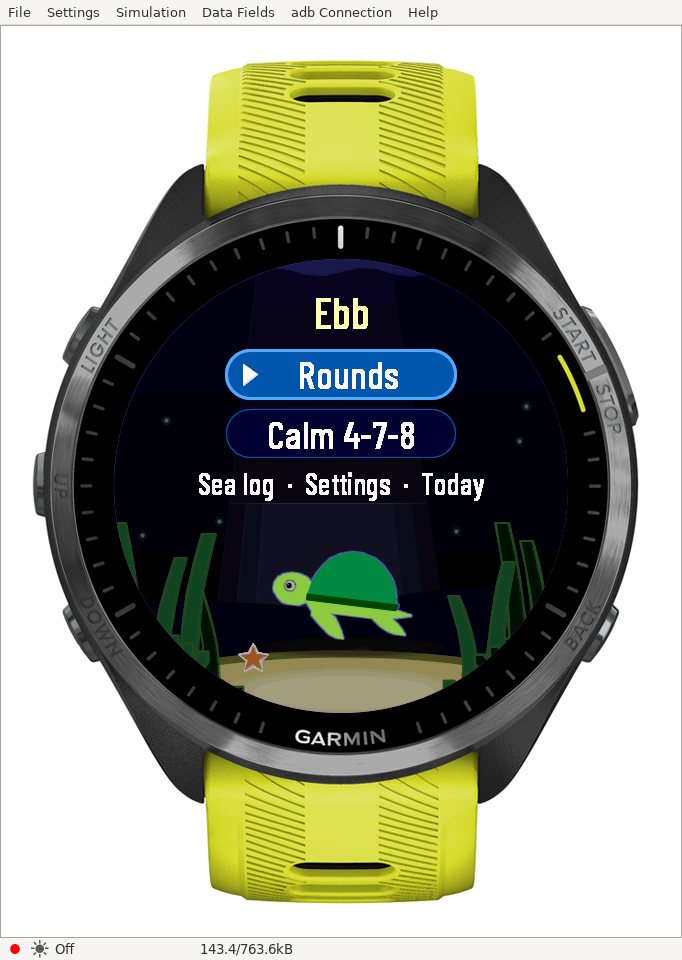 File Settings Simulation Data Fields adb Connection Help
START
STOP
LIGHT
UP
DOWN
BACK
Ebb
Rounds
Calm 4-7-8
Sea log · Settings · Today
GARMIN
Off 143.4/763.6kB